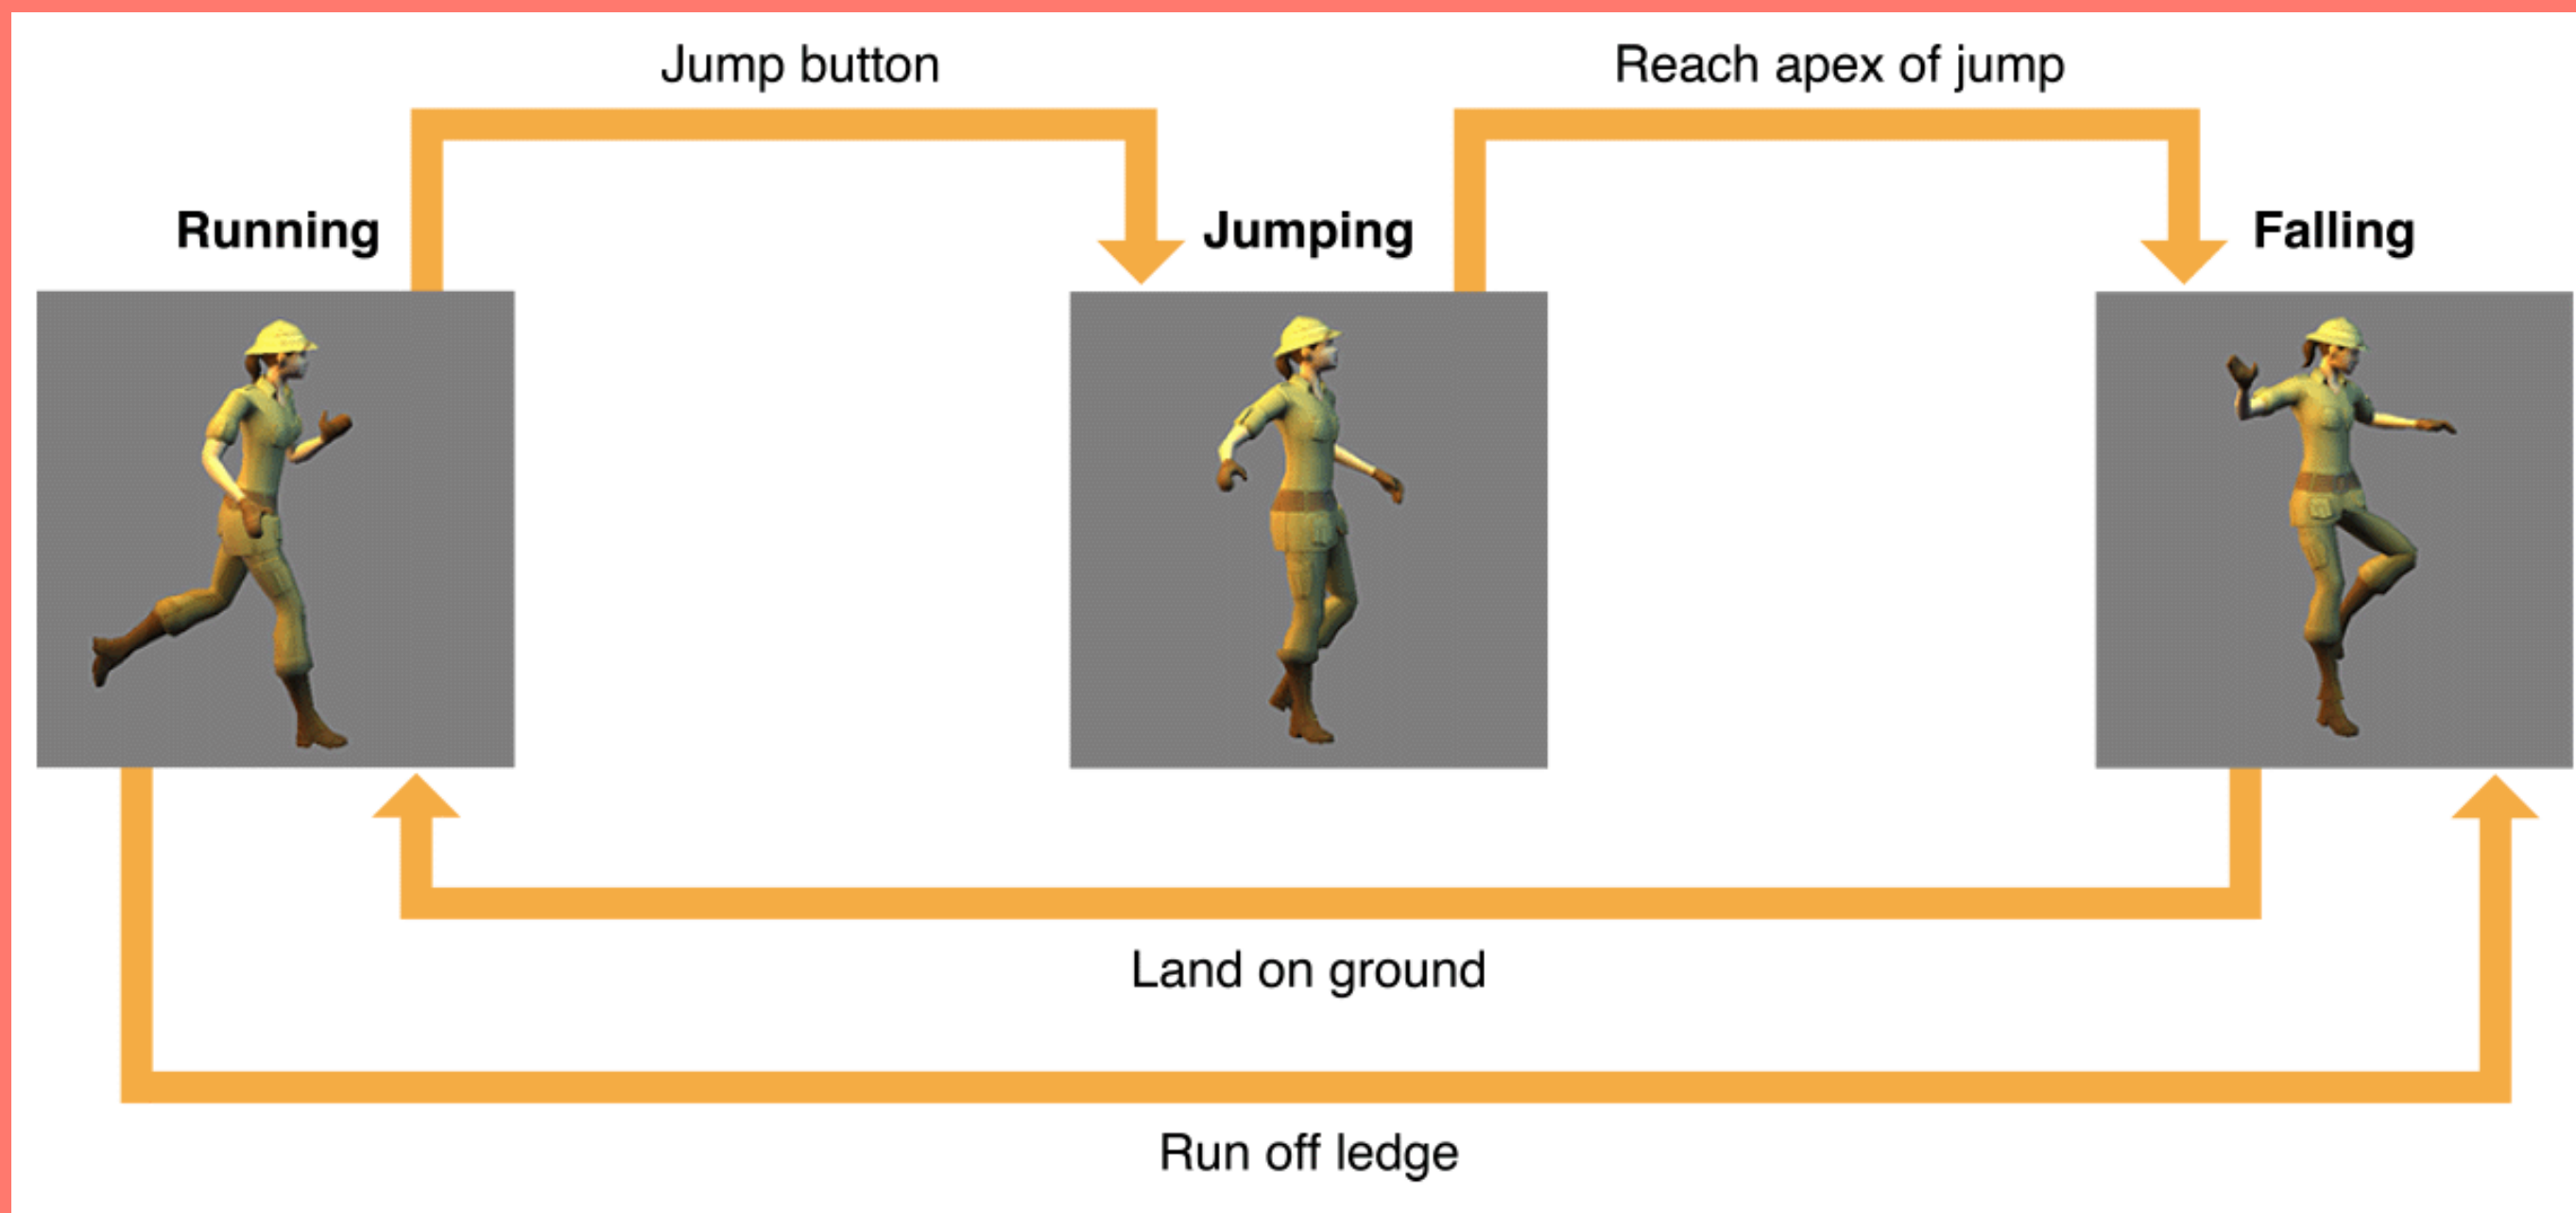 Jump button
Reach apex of jump
Running
Jumping
Falling
Land on ground
Run off ledge